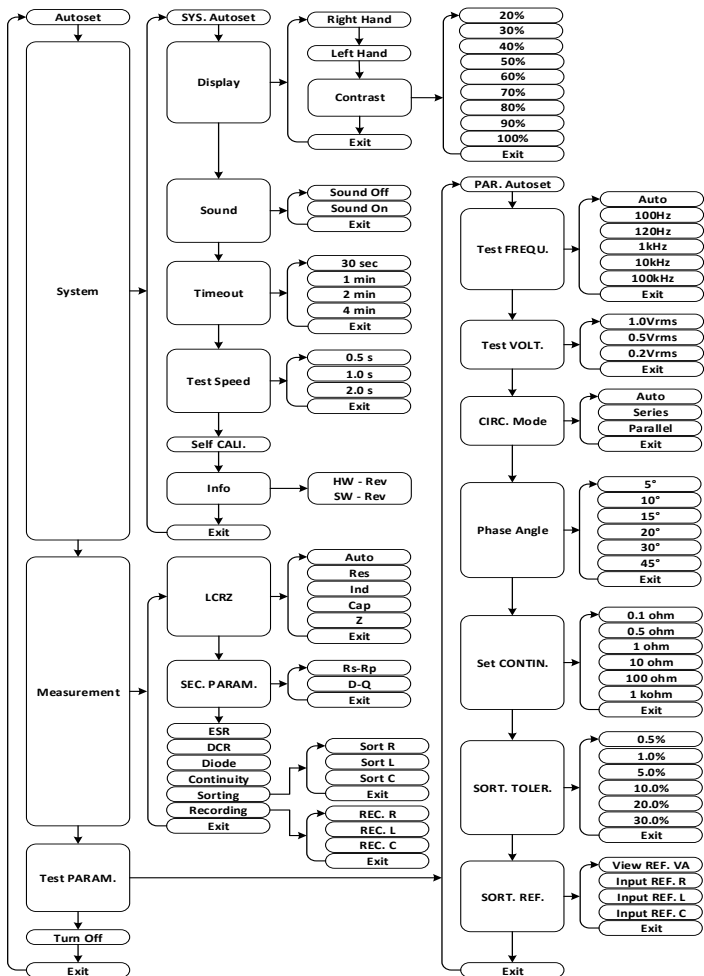 Autoset
System
Measurement
Test PARAM.
Turn Off
Exit
SYS. Autoset
Display
Sound
Timeout
Test Speed
Self CALI.
Info
Exit
Right Hand
Left Hand
Contrast
Exit
20%
30%
40%
50%
60%
70%
80%
90%
100%
Exit
Sound Off
Sound On
Exit
30 sec
1 min
2 min
4 min
Exit
0.5 s
1.0 s
2.0 s
Exit
HW - Rev
SW - Rev
LCRZ
SEC. PARAM.
ESR
DCR
Diode
Continuity
Sorting
Recording
Exit
Auto
Res
Ind
Cap
Z
Exit
Rs-Rp
D-Q
Exit
Sort R
Sort L
Sort C
Exit
REC. R
REC. L
REC. C
Exit
PAR. Autoset
Test FREQU.
Test VOLT.
CIRC. Mode
Phase Angle
Set CONTIN.
SORT. TOLER.
SORT. REF.
Exit
Auto
100Hz
120Hz
1kHz
10kHz
100kHz
Exit
1.0Vrms
0.5Vrms
0.2Vrms
Exit
Auto
Series
Parallel
Exit
5°
10°
15°
20°
30°
45°
Exit
0.1 ohm
0.5 ohm
1 ohm
10 ohm
100 ohm
1 kohm
Exit
0.5%
1.0%
5.0%
10.0%
20.0%
30.0%
Exit
View REF. VA
Input REF. R
Input REF. L
Input REF. C
Exit